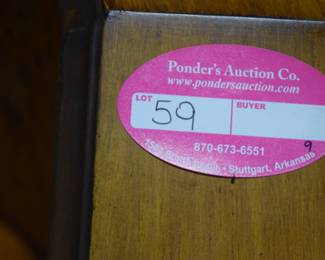 Ponder's Auction Co.
www.pondersauction.com
LOT
59
BUYER
9
870-673-6551
Stuttgart, Arkansas